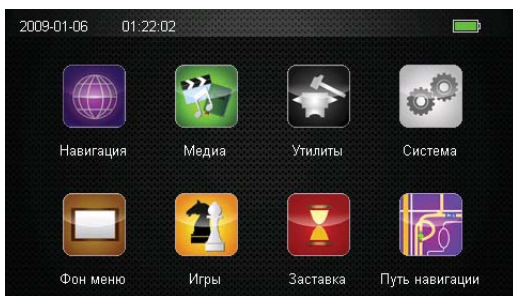 2009-01-06 01:22:02
Навигация Медиа Утилиты Система
Фон меню Игры Заставка Путь навигации